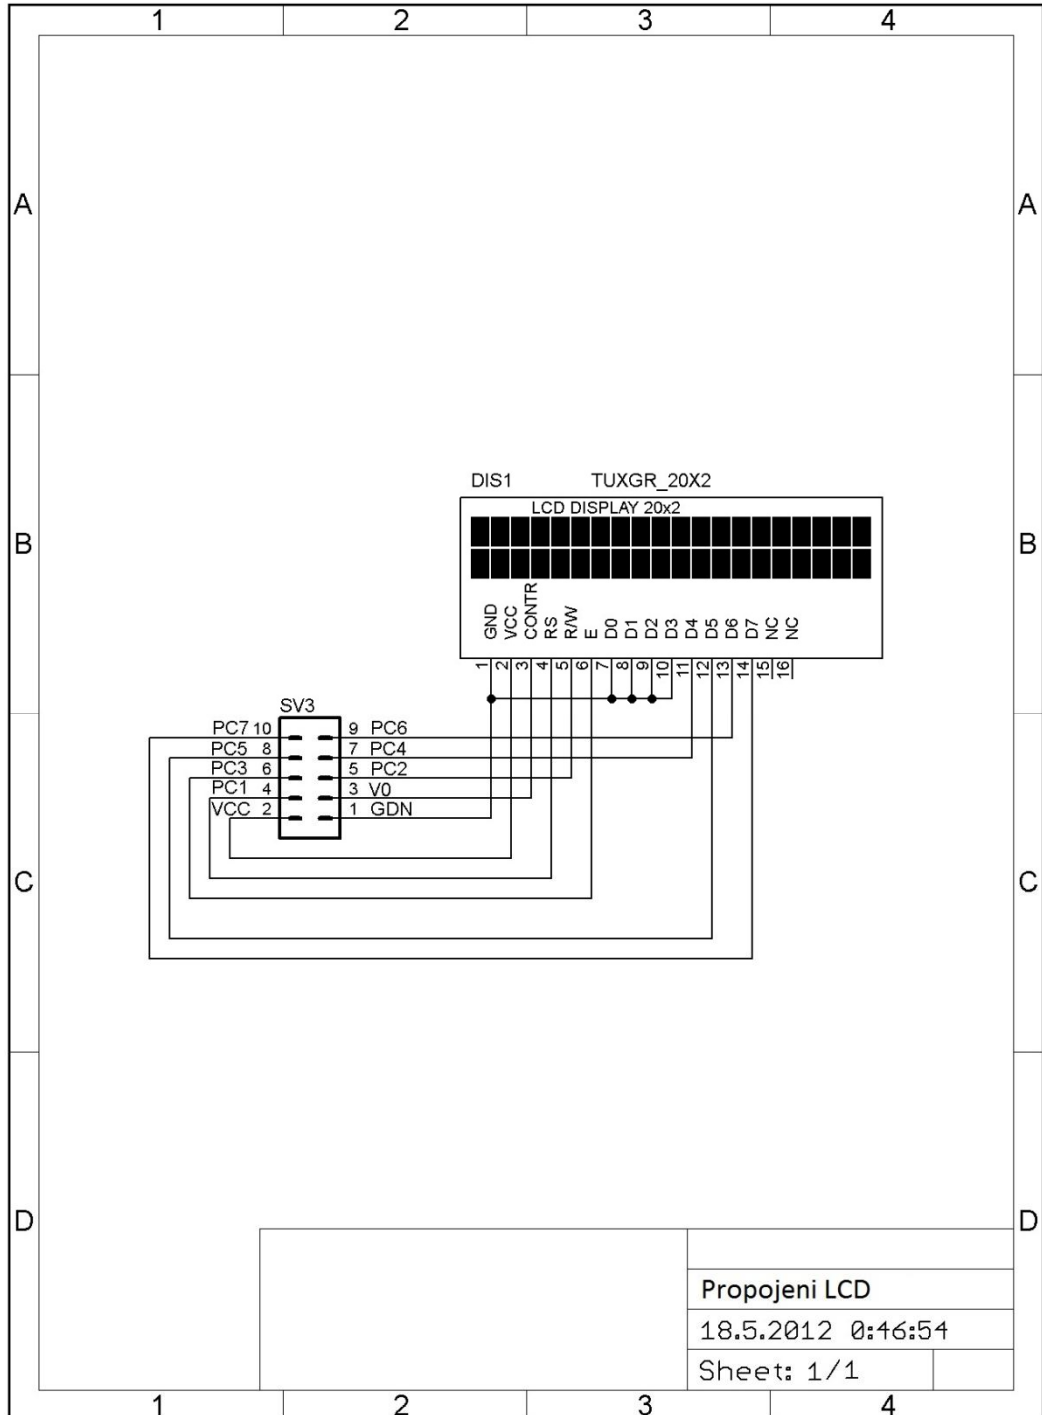 1 2 3 4
A A
DIS1 TUXGR_20X2
LCD DISPLAY 20x2
B B
GND VCC CONTR RS R/W E D0 D1 D2 D3 D4 D5 D6 D7 NC NC
1 2 3 4 5 6 7 8 9 10 11 12 13 14 15 16
SV3
PC7 10 9 PC6
PC5 8 7 PC4
PC3 6 5 PC2
PC1 4 3 V0
VCC 2 1 GDN
C C
D D
Propojeni LCD
18.5.2012 0:46:54
Sheet: 1/1
1 2 3 4